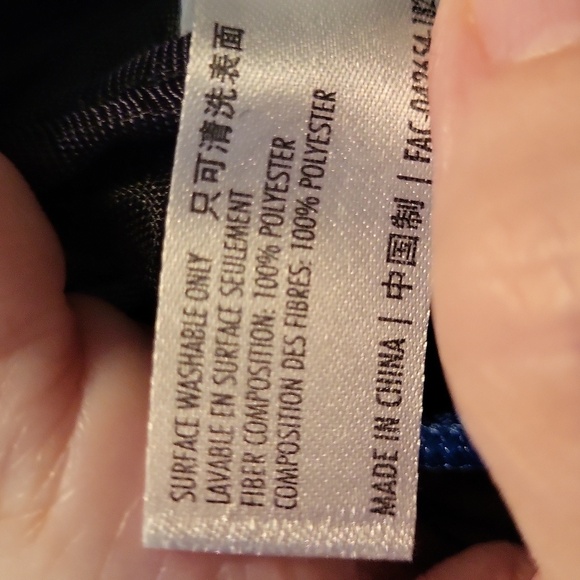 SURFACE WASHABLE ONLY 只可清洗表面
LAVABLE EN SURFACE SEULEMENT
FIBER COMPOSITION: 100% POLYESTER
COMPOSITION DES FIBRES: 100% POLYESTER
MADE IN CHINA | 中国制 |